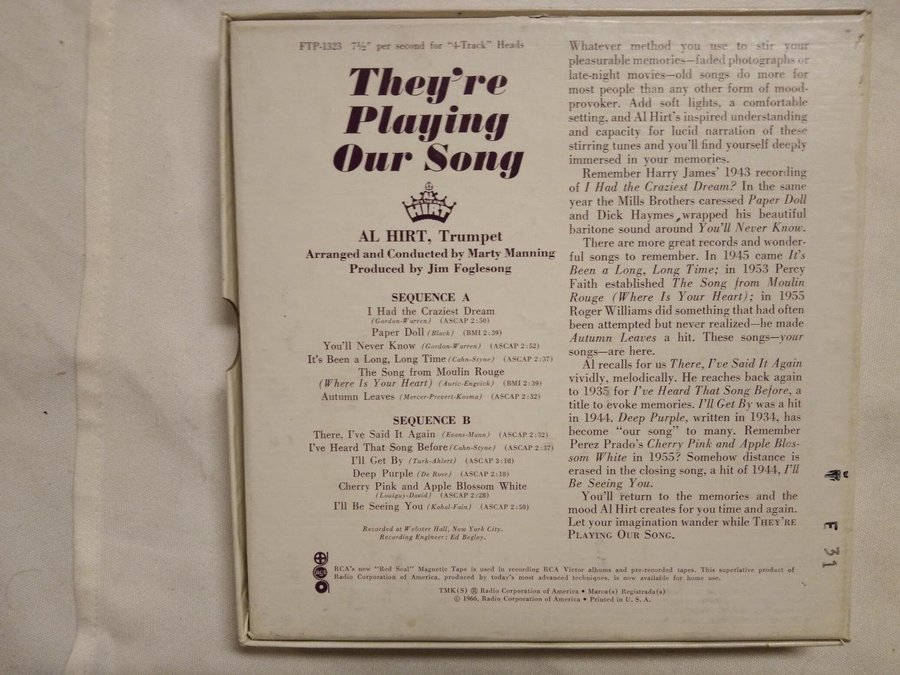 FTP-1323 7½" per second for "4-Track" Heads
They're
Playing
Our Song
AL
HIRT
AL HIRT, Trumpet
Arranged and Conducted by Marty Manning
Produced by Jim Foglesong
SEQUENCE A
I Had the Craziest Dream
(Gordon-Warren) (ASCAP 2:50)
Paper Doll (Black) (BMI 2:39)
You'll Never Know (Gordon-Warren) (ASCAP 2:52)
It's Been a Long, Long Time (Cahn-Styne) (ASCAP 2:37)
The Song from Moulin Rouge
(Where Is Your Heart) (Auric-Engvick) (BMI 2:39)
Autumn Leaves (Mercer-Prevert-Kosma) (ASCAP 2:32)
SEQUENCE B
There, I've Said It Again (Evans-Mann) (ASCAP 2:32)
I've Heard That Song Before (Cahn-Styne) (ASCAP 2:37)
I'll Get By (Turk-Ahlert) (ASCAP 3:18)
Deep Purple (De Rose) (ASCAP 2:18)
Cherry Pink and Apple Blossom White
(Louiguy-David) (ASCAP 2:28)
I'll Be Seeing You (Kahal-Fain) (ASCAP 2:50)
Recorded at Webster Hall, New York City.
Recording Engineer: Ed Begley.
Whatever method you use to stir your
pleasurable memories—faded photographs or
late-night movies—old songs do more for
most people than any other form of mood-
provoker. Add soft lights, a comfortable
setting, and Al Hirt's inspired understanding
and capacity for lucid narration of these
stirring tunes and you'll find yourself deeply
immersed in your memories.
Remember Harry James' 1943 recording
of I Had the Craziest Dream? In the same
year the Mills Brothers caressed Paper Doll
and Dick Haymes wrapped his beautiful
baritone sound around You'll Never Know.
There are more great records and wonder-
ful songs to remember. In 1945 came It's
Been a Long, Long Time; in 1953 Percy
Faith established The Song from Moulin
Rouge (Where Is Your Heart); in 1955
Roger Williams did something that had often
been attempted but never realized—he made
Autumn Leaves a hit. These songs—your
songs—are here.
Al recalls for us There, I've Said It Again
vividly, melodically. He reaches back again
to 1935 for I've Heard That Song Before, a
title to evoke memories. I'll Get By was a hit
in 1944. Deep Purple, written in 1934, has
become "our song" to many. Remember
Perez Prado's Cherry Pink and Apple Blos-
som White in 1955? Somehow distance is
erased in the closing song, a hit of 1944, I'll
Be Seeing You.
You'll return to the memories and the
mood Al Hirt creates for you time and again.
Let your imagination wander while THEY'RE
PLAYING OUR SONG.
E 31
RCA
RCA's new "Red Seal" Magnetic Tape is used in recording RCA Victor albums and pre-recorded tapes. This superlative product of
Radio Corporation of America, produced by today's most advanced techniques, is now available for home use.
TMK(S) ® Radio Corporation of America • Marca(s) Registrada(s)
© 1966, Radio Corporation of America • Printed in U. S. A.